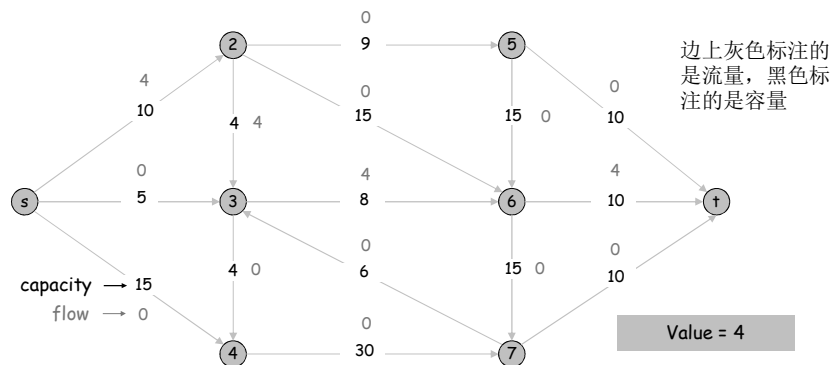 0
2 9 5
4 0 0
10 15 10
4 4 15 0
0 4 4
s 5 3 8 6 10 t
0 0
4 0 6 15 0 10
capacity → 15
flow → 0
0
4 30 7
Value = 4
边上灰色标注的
是流量，黑色标
注的是容量